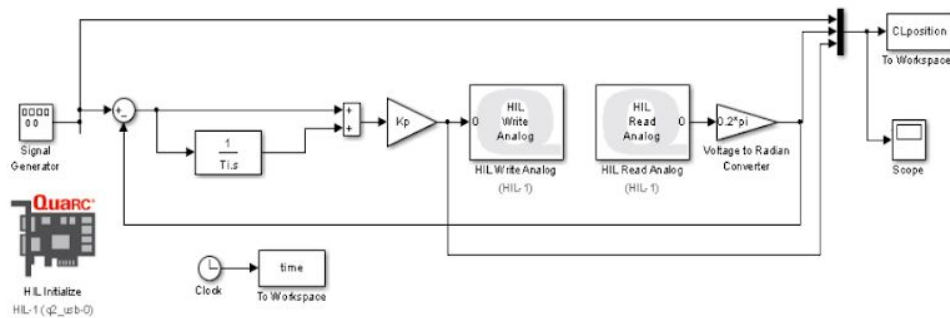 CLposition
To Workspace
+
-
Signal
Generator
1
Ti.s
+
+
Kp
0
HIL
Write
Analog
HIL Write Analog
(HIL-1)
HIL
Read
Analog
0
HIL Read Analog
(HIL-1)
0.2*pi
Voltage to Radian
Converter
Scope
QUARC®
HIL Initialize
HIL-1 (q2_usb-0)
Clock
time
To Workspace